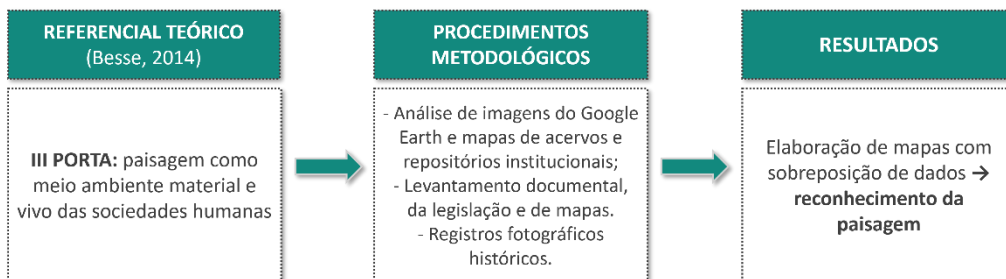 REFERENCIAL TEÓRICO
(Besse, 2014)
III PORTA: paisagem como
meio ambiente material e
vivo das sociedades humanas
PROCEDIMENTOS
METODOLÓGICOS
- Análise de imagens do Google
Earth e mapas de acervos e
repositórios institucionais;
- Levantamento documental,
da legislação e de mapas.
- Registros fotográficos
históricos.
RESULTADOS
Elaboração de mapas com
sobreposição de dados →
reconhecimento da
paisagem